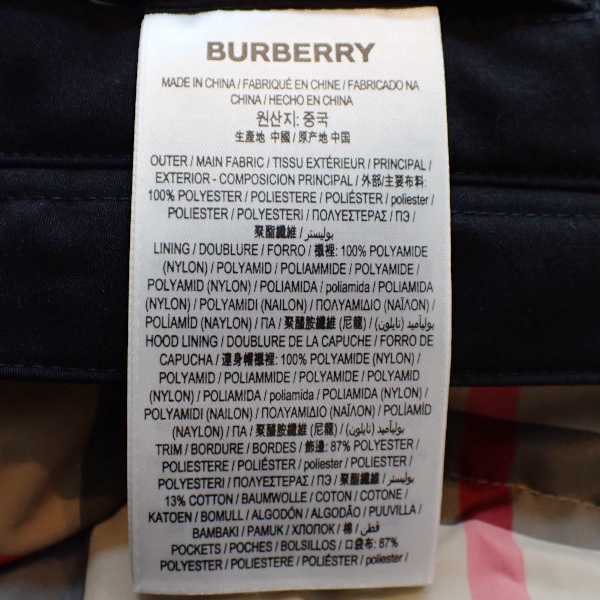 BURBERRY
MADE IN CHINA / FABRIQUÉ EN CHINE / FABRICADO NA
CHINA / HECHO EN CHINA
원산지: 중국
生產地 中國 / 原产地 中国
OUTER / MAIN FABRIC / TISSU EXTÉRIEUR / PRINCIPAL /
EXTERIOR - COMPOSICION PRINCIPAL / 外部/主要布料:
100% POLYESTER / POLIESTERE / POLIÉSTER / poliester /
POLIESTER / POLYESTERI / ΠΟΛΥΕΣΤΕΡΑΣ / ПЭ /
聚酯纖維 / بوليستر /
LINING / DOUBLURE / FORRO / 襯裡: 100% POLYAMIDE
(NYLON) / POLYAMID / POLIAMMIDE / POLYAMIDE /
POLYAMID (NYLON) / POLIAMIDA / poliamida / POLIAMIDA
(NYLON) / POLYAMIDI (NAILON) / ΠΟΛΥΑΜΙΔΙΟ (ΝΑΪΛΟΝ) /
POLİAMİD (NAYLON) / ПА / 聚醯胺纖維 (尼龍) / بولياميد (نايلون) /
HOOD LINING / DOUBLURE DE LA CAPUCHE / FORRO DE
CAPUCHA / 連身帽襯裡: 100% POLYAMIDE (NYLON) /
POLYAMID / POLIAMMIDE / POLYAMIDE / POLYAMID
(NYLON) / POLIAMIDA / poliamida / POLIAMIDA (NYLON) /
POLYAMIDI (NAILON) / ΠΟΛΥΑΜΙΔΙΟ (ΝΑΪΛΟΝ) / POLİAMİD
(NAYLON) / ПА / 聚醯胺纖維 (尼龍) / بولياميد (نايلون) /
TRIM / BORDURE / BORDES / 飾邊: 87% POLYESTER /
POLIESTERE / POLIÉSTER / poliester / POLIESTER /
POLYESTERI / ΠΟΛΥΕΣΤΕΡΑΣ / ПЭ / 聚酯纖維 / بوليستر /
13% COTTON / BAUMWOLLE / COTON / COTONE /
KATOEN / BOMULL / ALGODÓN / ALGODÃO / PUUVILLA /
BAMBAKI / PAMUK / ХЛОПОК / 棉 / قطن /
POCKETS / POCHES / BOLSILLOS / 口袋布: 87%
POLYESTER / POLIESTERE / POLIÉSTER / poliester /